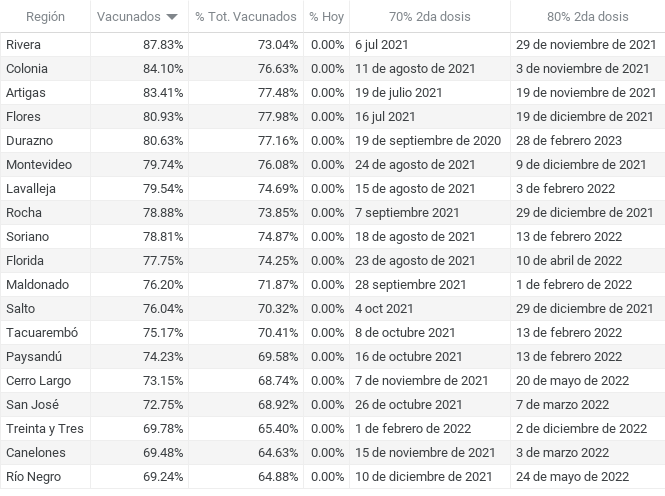 Región Vacunados % Tot. Vacunados % Hoy 70% 2da dosis 80% 2da dosis
Rivera 87.83% 73.04% 0.00% 6 jul 2021 29 de noviembre de 2021
Colonia 84.10% 76.63% 0.00% 11 de agosto de 2021 3 de noviembre de 2021
Artigas 83.41% 77.48% 0.00% 19 de julio 2021 19 de noviembre de 2021
Flores 80.93% 77.98% 0.00% 16 jul 2021 19 de diciembre de 2021
Durazno 80.63% 77.16% 0.00% 19 de septiembre de 2020 28 de febrero 2023
Montevideo 79.74% 76.08% 0.00% 24 de agosto de 2021 9 de diciembre de 2021
Lavalleja 79.54% 74.69% 0.00% 15 de agosto de 2021 3 de febrero 2022
Rocha 78.88% 73.85% 0.00% 7 septiembre 2021 29 de diciembre de 2021
Soriano 78.81% 74.87% 0.00% 18 de agosto de 2021 13 de febrero 2022
Florida 77.75% 74.25% 0.00% 23 de agosto de 2021 10 de abril de 2022
Maldonado 76.20% 71.87% 0.00% 28 septiembre 2021 1 de febrero de 2022
Salto 76.04% 70.32% 0.00% 4 oct 2021 29 de diciembre de 2021
Tacuarembó 75.17% 70.41% 0.00% 8 de octubre 2021 13 de febrero 2022
Paysandú 74.23% 69.58% 0.00% 16 de octubre 2021 13 de febrero 2022
Cerro Largo 73.15% 68.74% 0.00% 7 de noviembre de 2021 20 de mayo de 2022
San José 72.75% 68.92% 0.00% 26 de octubre 2021 7 de marzo 2022
Treinta y Tres 69.78% 65.40% 0.00% 1 de febrero de 2022 2 de diciembre de 2022
Canelones 69.48% 64.63% 0.00% 15 de noviembre de 2021 3 de marzo 2022
Río Negro 69.24% 64.88% 0.00% 10 de diciembre de 2021 24 de mayo de 2022